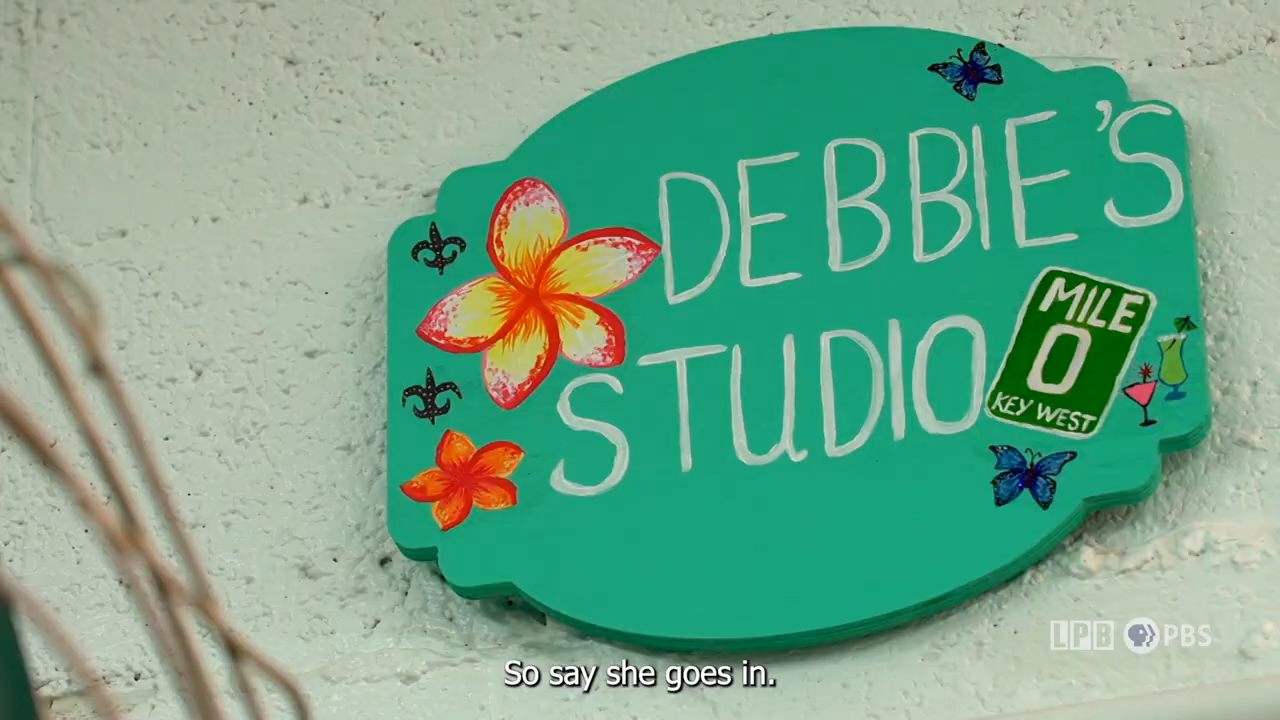 DEBBIE'S
STUDIO
MILE
0
KEY WEST
LPB PBS
So say she goes in.